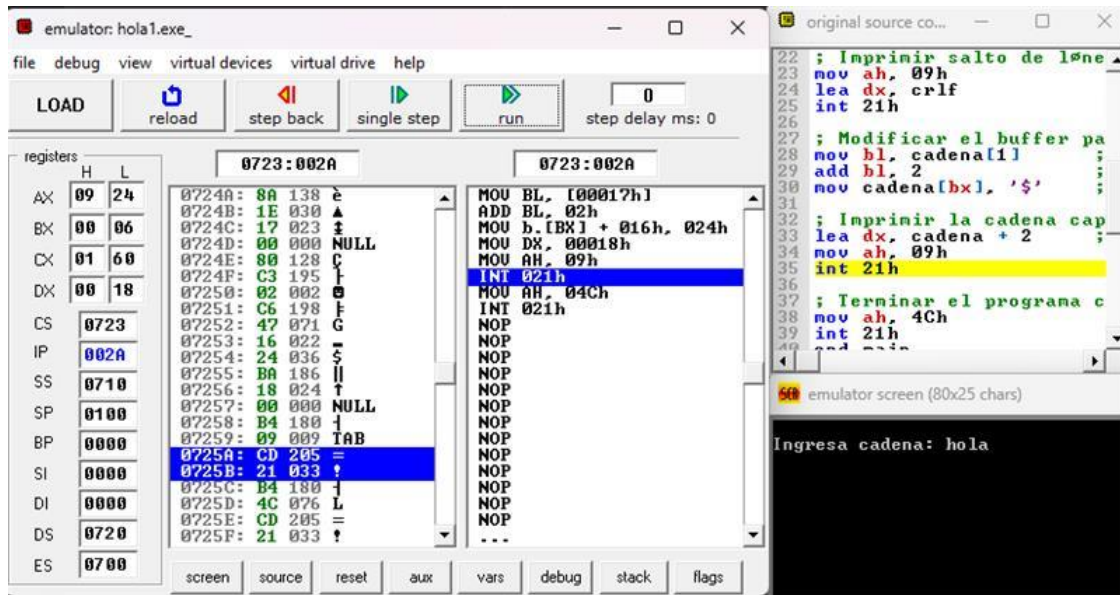 emulator: hola1.exe_
file debug view virtual devices virtual drive help
LOAD reload step back single step run 0 step delay ms: 0
registers H L
AX 09 24
BX 00 06
CX 01 60
DX 00 18
CS 0723
IP 002A
SS 0710
SP 0100
BP 0000
SI 0000
DI 0000
DS 0720
ES 0700
0723:002A
0724A: 8A 138 è
0724B: 1E 030 ▲
0724C: 17 023 ↨
0724D: 00 000 NULL
0724E: 80 128 Ç
0724F: C3 195 ├
07250: 02 002 ☻
07251: C6 198 ╞
07252: 47 071 G
07253: 16 022 ▬
07254: 24 036 $
07255: BA 186 ║
07256: 18 024 ↑
07257: 00 000 NULL
07258: B4 180 ┤
07259: 09 009 TAB
0725A: CD 205 =
0725B: 21 033 !
0725C: B4 180 ┤
0725D: 4C 076 L
0725E: CD 205 =
0725F: 21 033 !
0723:002A
MOV BL, [00017h]
ADD BL, 02h
MOV b.[BX] + 016h, 024h
MOV DX, 00018h
MOV AH, 09h
INT 021h
MOV AH, 04Ch
INT 021h
NOP
NOP
NOP
NOP
NOP
NOP
NOP
NOP
NOP
NOP
NOP
NOP
NOP
...
screen source reset aux vars debug stack flags
original source co...
22 ; Imprimir salto de løne
23 mov ah, 09h
24 lea dx, crlf
25 int 21h
26
27 ; Modificar el buffer pa
28 mov bl, cadena[1] ;
29 add bl, 2 ;
30 mov cadena[bx], '$' ;
31
32 ; Imprimir la cadena cap
33 lea dx, cadena + 2 ;
34 mov ah, 09h
35 int 21h
36
37 ; Terminar el programa c
38 mov ah, 4Ch
39 int 21h
40 end main
emulator screen (80x25 chars)
Ingresa cadena: hola